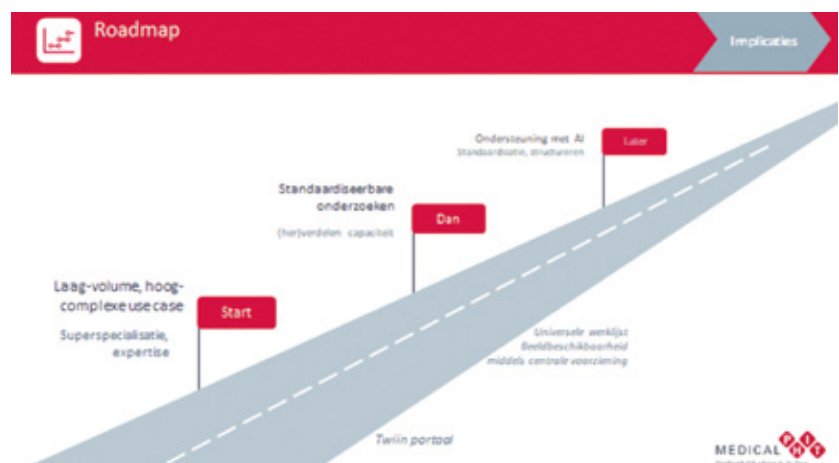 Roadmap
Implicaties
Ondersteuning met AI
Standaardisatie, structureren
Later
Standaardiseerbare
onderzoeken
(her)verdelen capaciteit
Dan
Laag-volume, hoog-
complexe use case
Superspecialisatie,
expertise
Start
Universele werklijst
Beeldbeschikbaarheid
middels centrale voorziening
Twiin portaal
MEDICAL PHIT